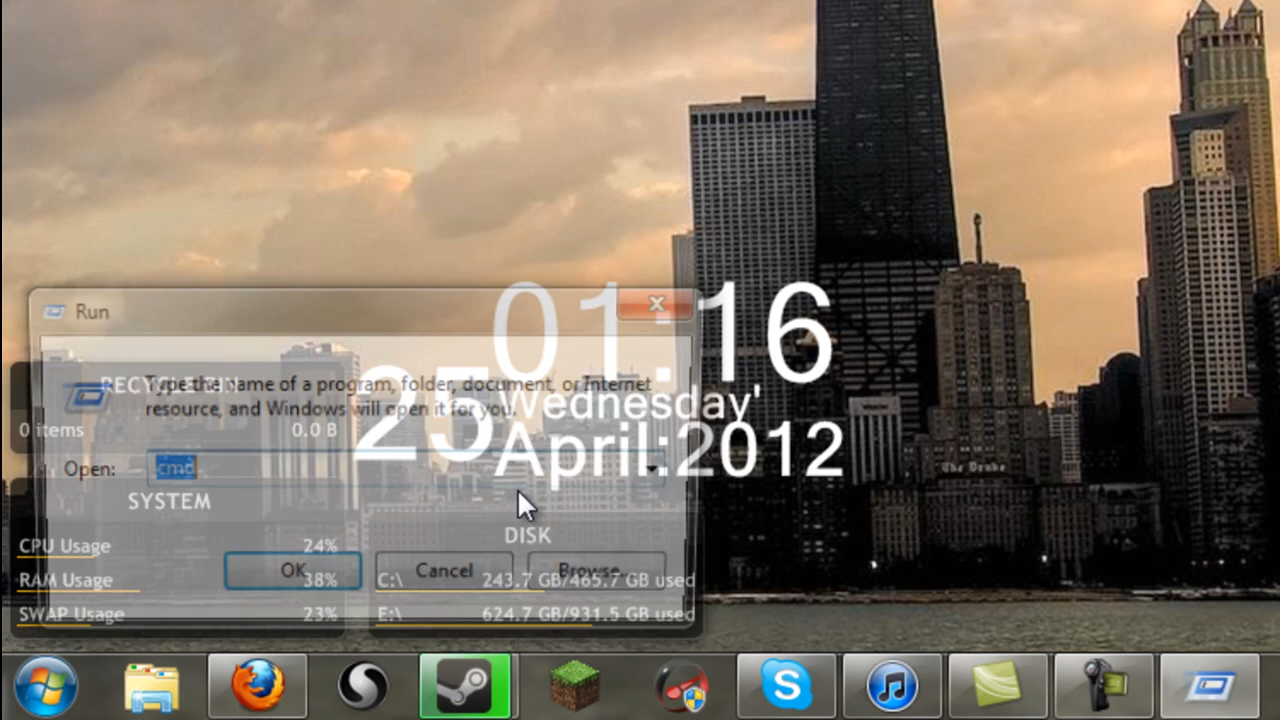 Run
01:16
Type the name of a program, folder, document, or Internet
resource, and Windows will open it for you.
RECYCLE BIN
25
Wednesday'
April:2012
0 items 0.0 B
Open: cmd
SYSTEM
DISK
CPU Usage 24%
OK Cancel Browse...
RAM Usage 38%
C:\ 243.7 GB/465.7 GB used
SWAP Usage 23%
E:\ 624.7 GB/931.5 GB used
The Drake